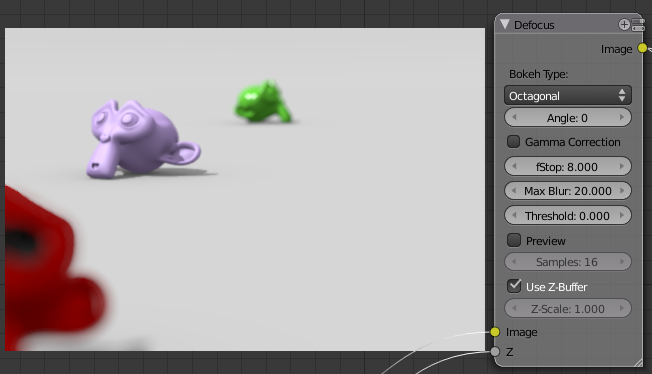 Defocus
Image
Bokeh Type:
Octagonal
Angle: 0
Gamma Correction
fStop: 8.000
Max Blur: 20.000
Threshold: 0.000
Preview
Samples: 16
Use Z-Buffer
Z-Scale: 1.000
Image
Z